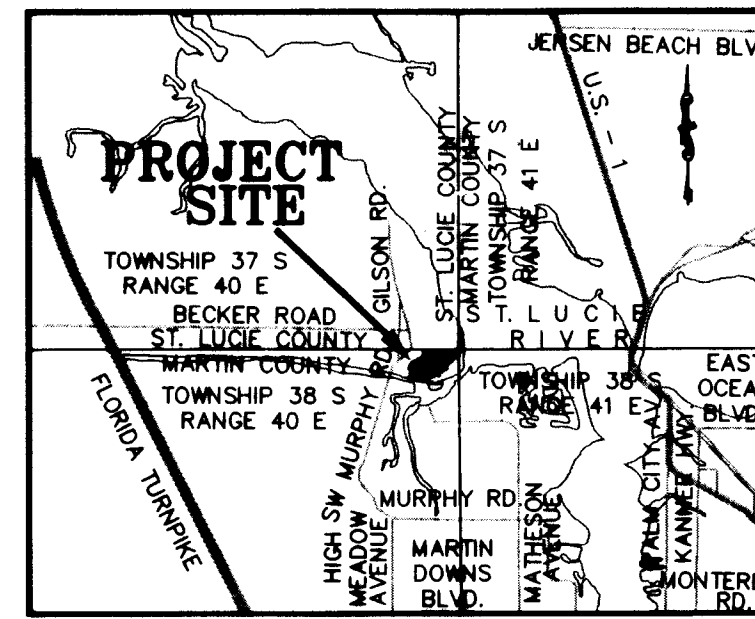 JENSEN BEACH BLV
U.S. - 1
PROJECT
SITE
GILSON RD.
ST. LUCIE COUNTY
MARTIN COUNTY
TOWNSHIP 37 S
RANGE 41 E
TOWNSHIP 37 S
RANGE 40 E
BECKER ROAD
ST. LUCIE COUNTY
MARTIN COUNTY
TOWNSHIP 38 S
RANGE 40 E
ST. LUCIE
RIVER
TOWNSHIP 38 S
RANGE 41 E
EAS
OCEA
BLVD
FLORIDA TURNPIKE
SW MURPHY RD.
HIGH
MEADOW
AVENUE
MURPHY RD.
MARTIN
DOWNS
BLVD.
MATHESON
AVENUE
PALM CITY AV
KANNER HWY
MONTERE
RD.